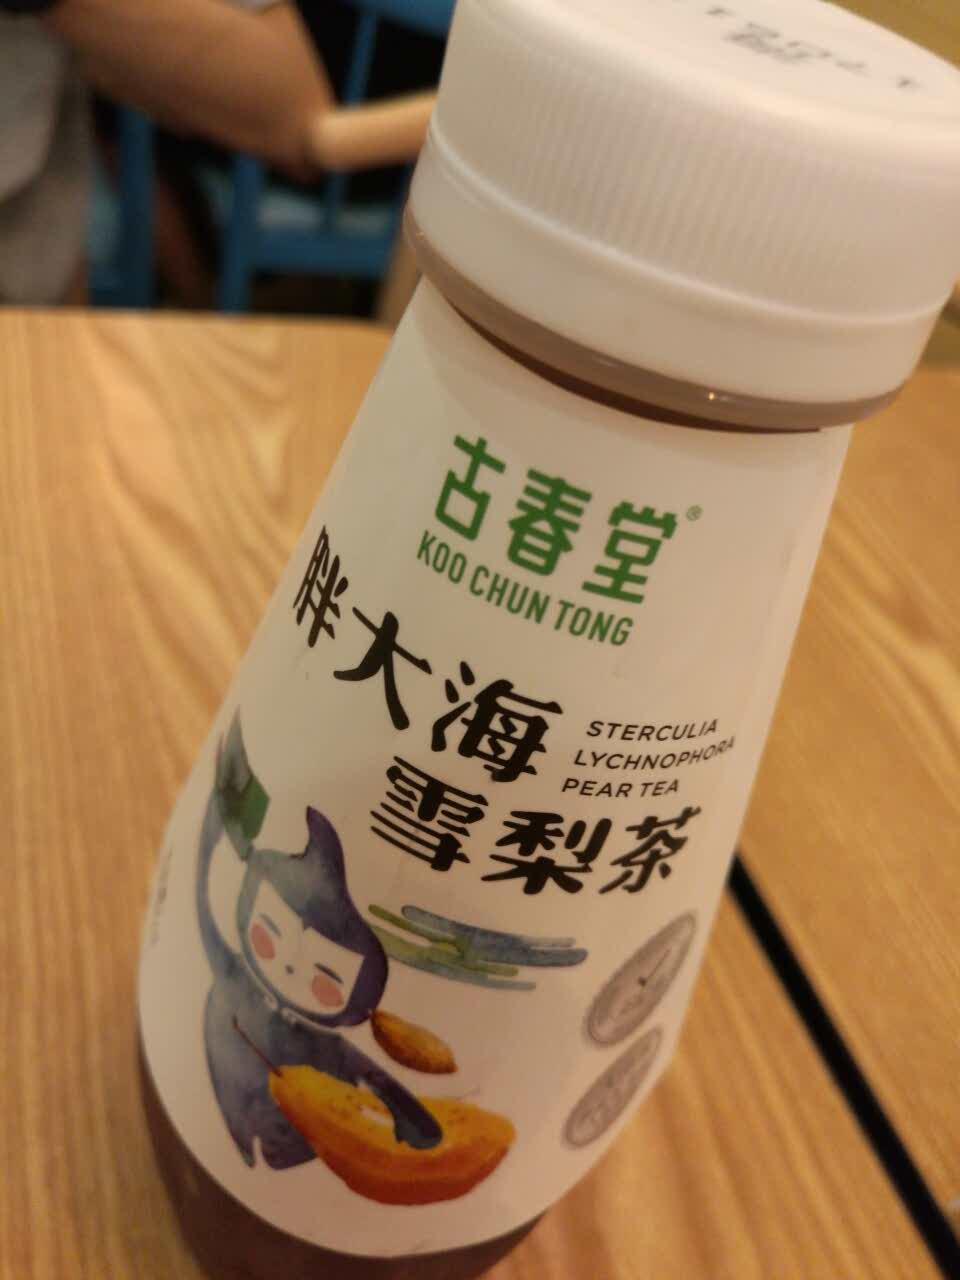 古春堂®
KOO CHUN TONG
胖大海
STERCULIA
LYCHNOPHORA
PEAR TEA
雪梨茶